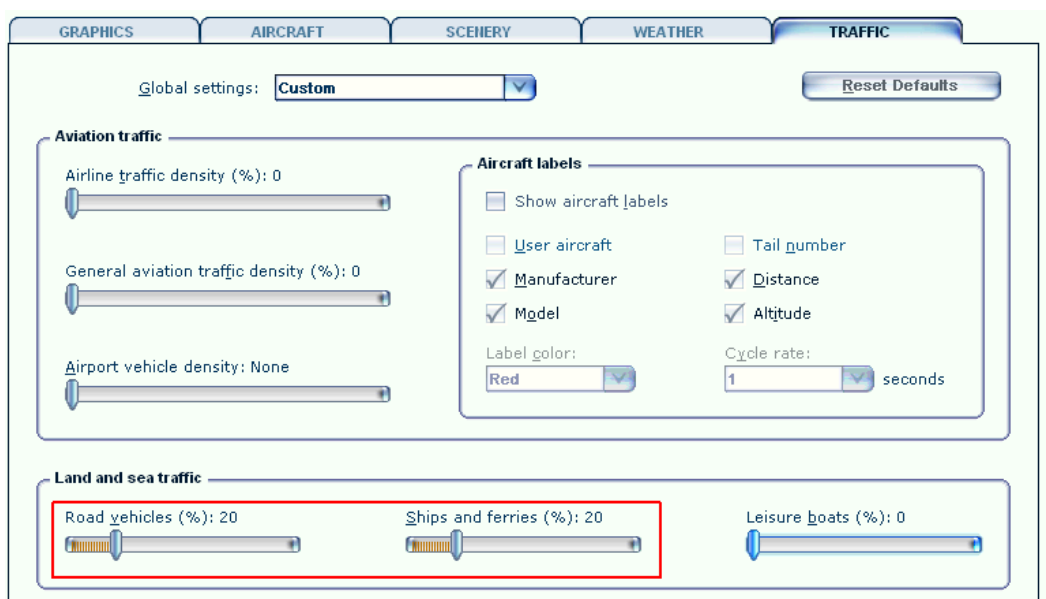 GRAPHICS AIRCRAFT SCENERY WEATHER TRAFFIC
Global settings: Custom Reset Defaults
Aviation traffic
Airline traffic density (%): 0
General aviation traffic density (%): 0
Airport vehicle density: None
Aircraft labels
Show aircraft labels
User aircraft Tail number
Manufacturer Distance
Model Altitude
Label color: Cycle rate:
Red 1 seconds
Land and sea traffic
Road vehicles (%): 20 Ships and ferries (%): 20 Leisure boats (%): 0